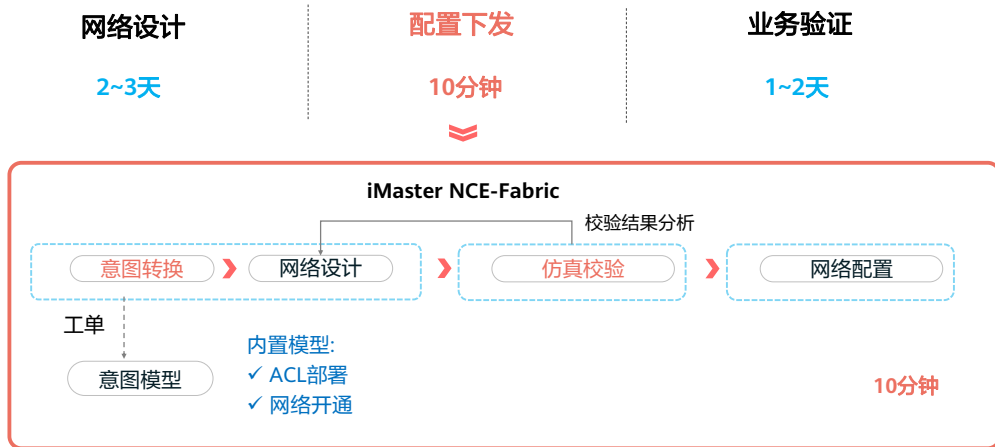 网络设计
配置下发
业务验证
2~3天
10分钟
1~2天
iMaster NCE-Fabric
校验结果分析
意图转换
网络设计
仿真校验
网络配置
工单
意图模型
内置模型:
✓ ACL部署
✓ 网络开通
10分钟